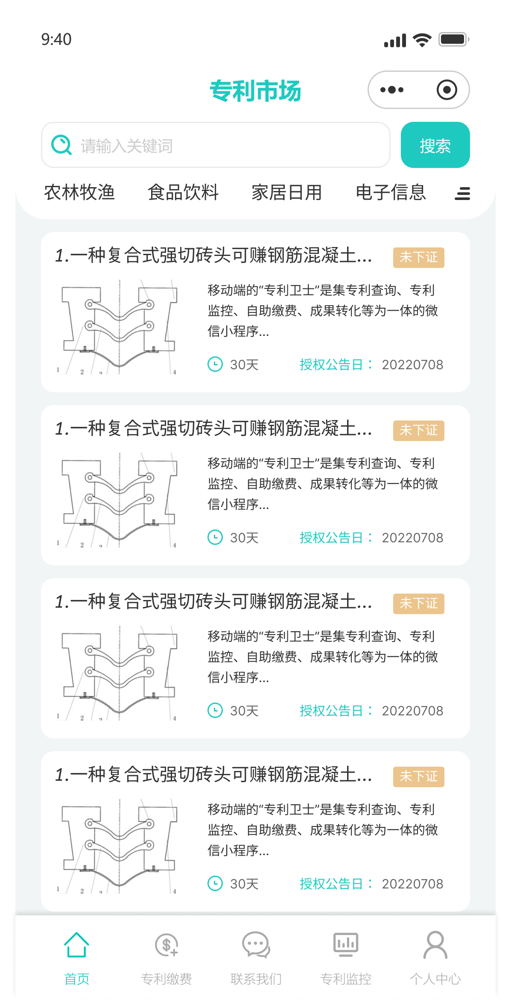 9:40
专利市场
请输入关键词
搜索
农林牧渔 食品饮料 家居日用 电子信息
1.一种复合式强切砖头可赚钢筋混凝土... 未下证
移动端的“专利卫士”是集专利查询、专利
监控、自助缴费、成果转化等为一体的微
信小程序...
1 2 3 4
30天 授权公告日： 20220708
1.一种复合式强切砖头可赚钢筋混凝土... 未下证
移动端的“专利卫士”是集专利查询、专利
监控、自助缴费、成果转化等为一体的微
信小程序...
1 2 3 4
30天 授权公告日： 20220708
1.一种复合式强切砖头可赚钢筋混凝土... 未下证
移动端的“专利卫士”是集专利查询、专利
监控、自助缴费、成果转化等为一体的微
信小程序...
1 2 3 4
30天 授权公告日： 20220708
1.一种复合式强切砖头可赚钢筋混凝土... 未下证
移动端的“专利卫士”是集专利查询、专利
监控、自助缴费、成果转化等为一体的微
信小程序...
1 2 3 4
30天 授权公告日： 20220708
首页 专利缴费 联系我们 专利监控 个人中心